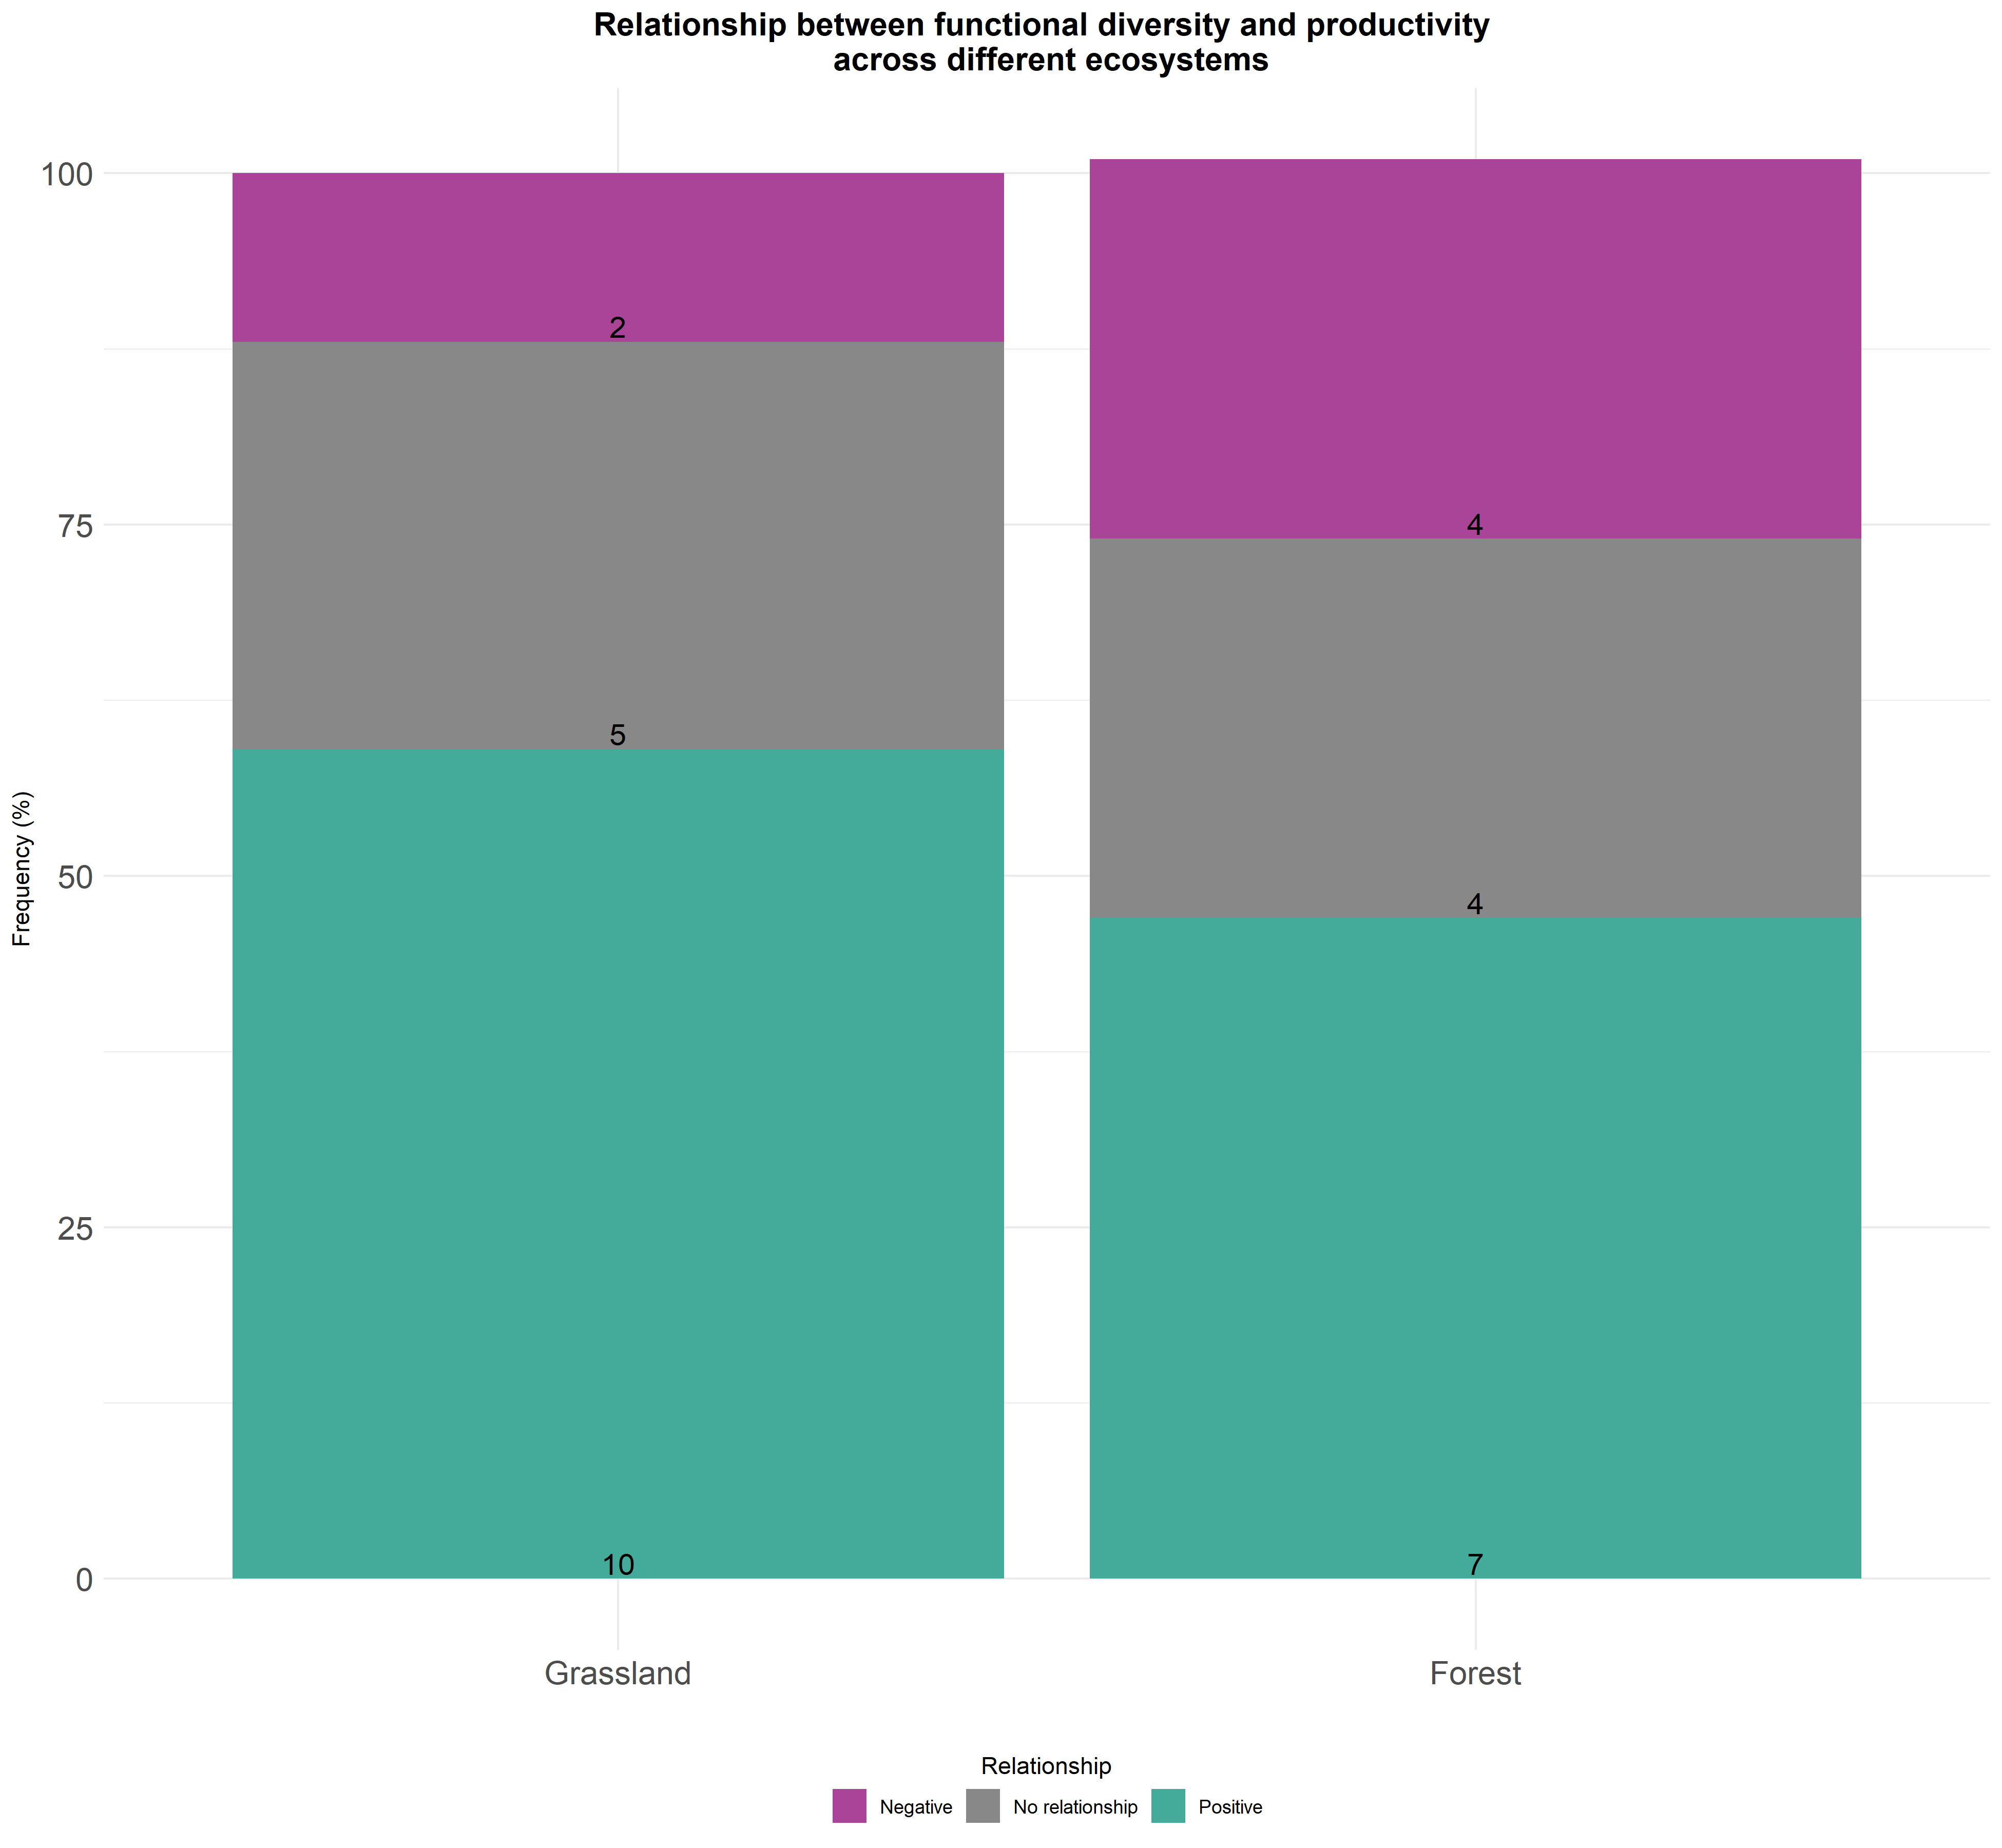 Relationship between functional diversity and productivity
across different ecosystems
100
75
50
25
0
Frequency (%)
2
5
10
4
4
7
Grassland
Forest
Relationship
Negative
No relationship
Positive